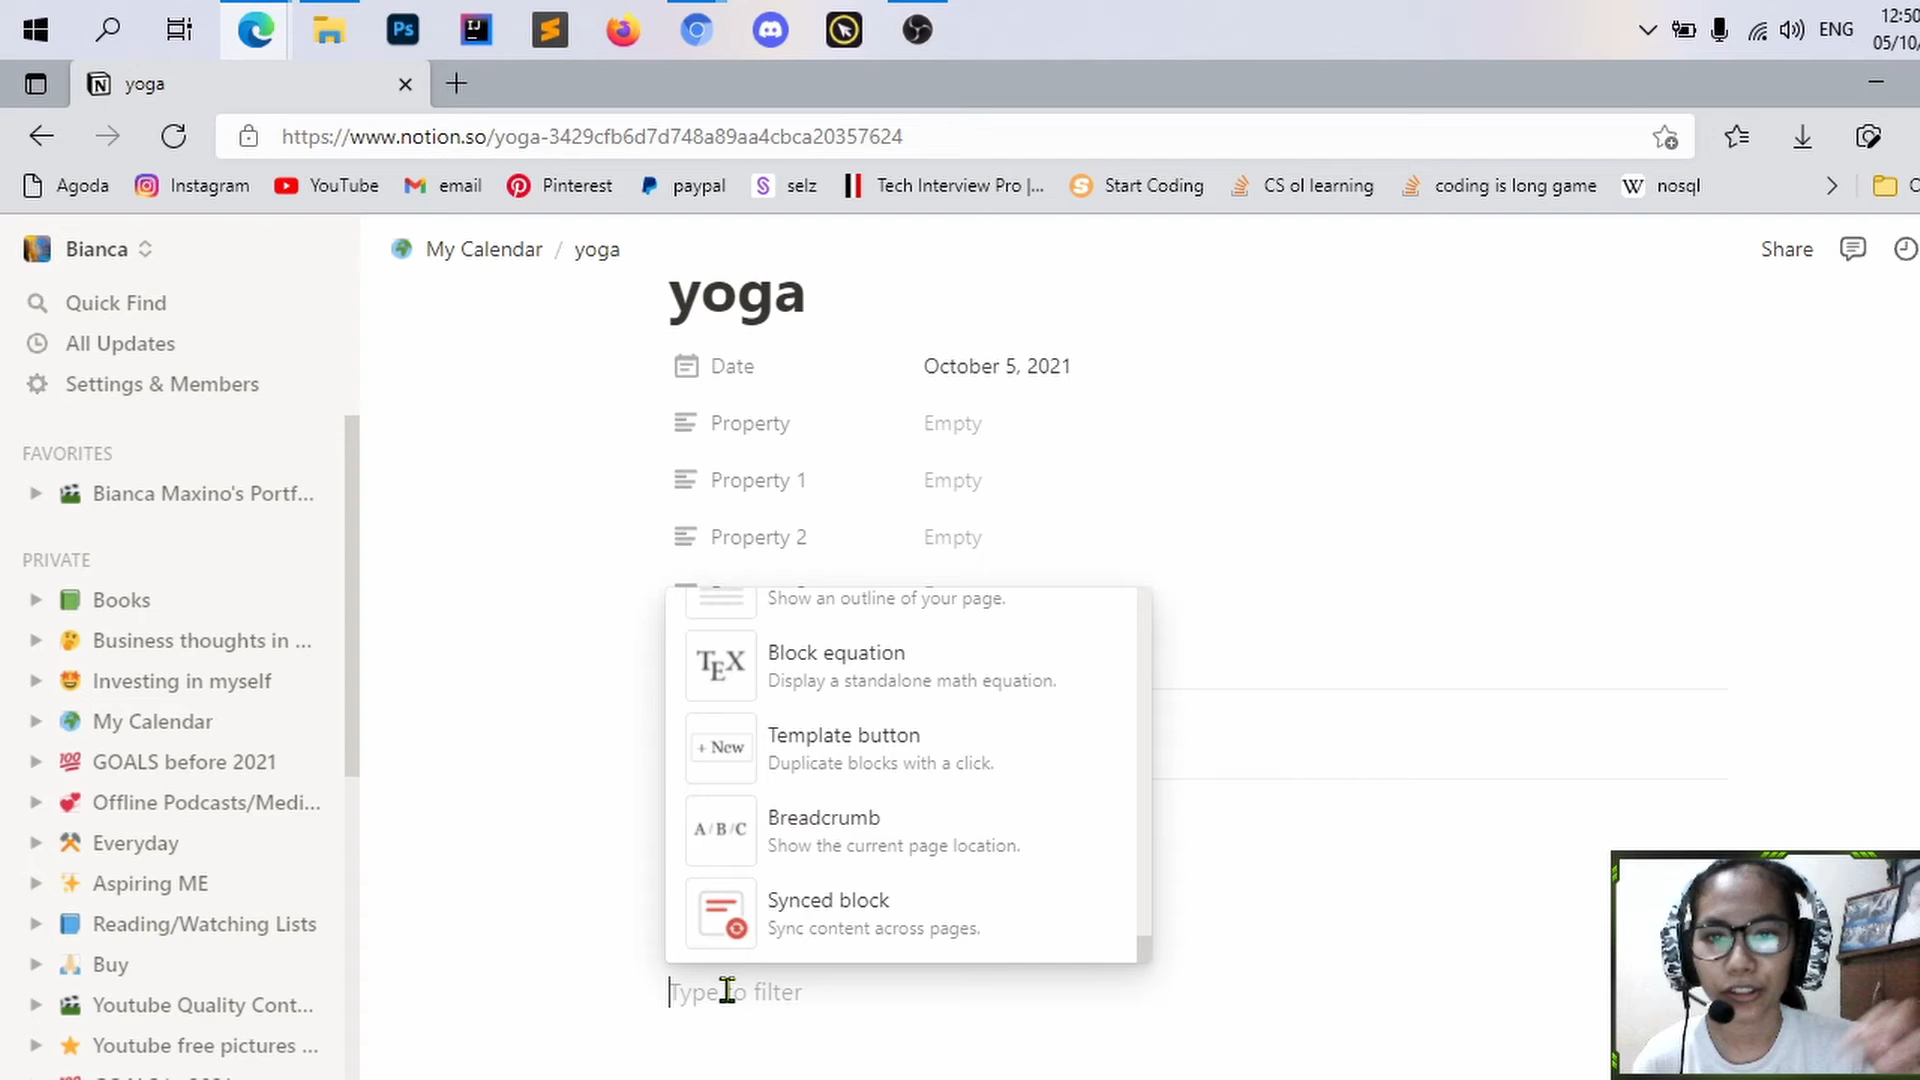 Ps
IJ
ENG
12:50
05/10/
yoga
https://www.notion.so/yoga-3429cfb6d7d748a89aa4cbca20357624
Agoda
Instagram
YouTube
email
Pinterest
paypal
selz
Tech Interview Pro |...
Start Coding
CS ol learning
coding is long game
W nosql
Bianca
My Calendar / yoga
Share
Quick Find
All Updates
Settings & Members
FAVORITES
Bianca Maxino's Portf...
PRIVATE
Books
Business thoughts in ...
Investing in myself
My Calendar
GOALS before 2021
Offline Podcasts/Medi...
Everyday
Aspiring ME
Reading/Watching Lists
Buy
Youtube Quality Cont...
Youtube free pictures ...
yoga
Date October 5, 2021
Property Empty
Property 1 Empty
Property 2 Empty
Show an outline of your page.
TEX
Block equation
Display a standalone math equation.
+ New
Template button
Duplicate blocks with a click.
A / B / C
Breadcrumb
Show the current page location.
Synced block
Sync content across pages.
Type to filter